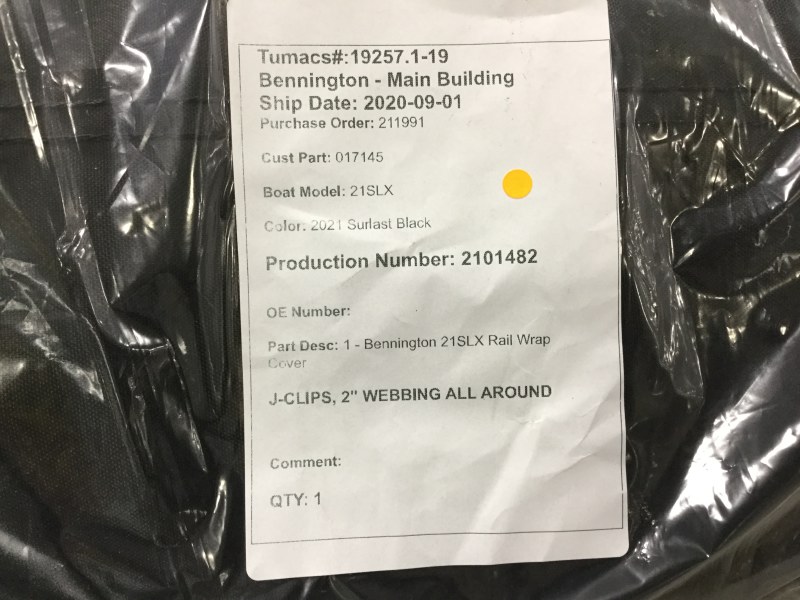 Tumacs#:19257.1-19
Bennington - Main Building
Ship Date: 2020-09-01
Purchase Order: 211991
Cust Part: 017145
Boat Model: 21SLX
Color: 2021 Surlast Black
Production Number: 2101482
OE Number:
Part Desc: 1 - Bennington 21SLX Rail Wrap
Cover
J-CLIPS, 2" WEBBING ALL AROUND
Comment:
QTY: 1